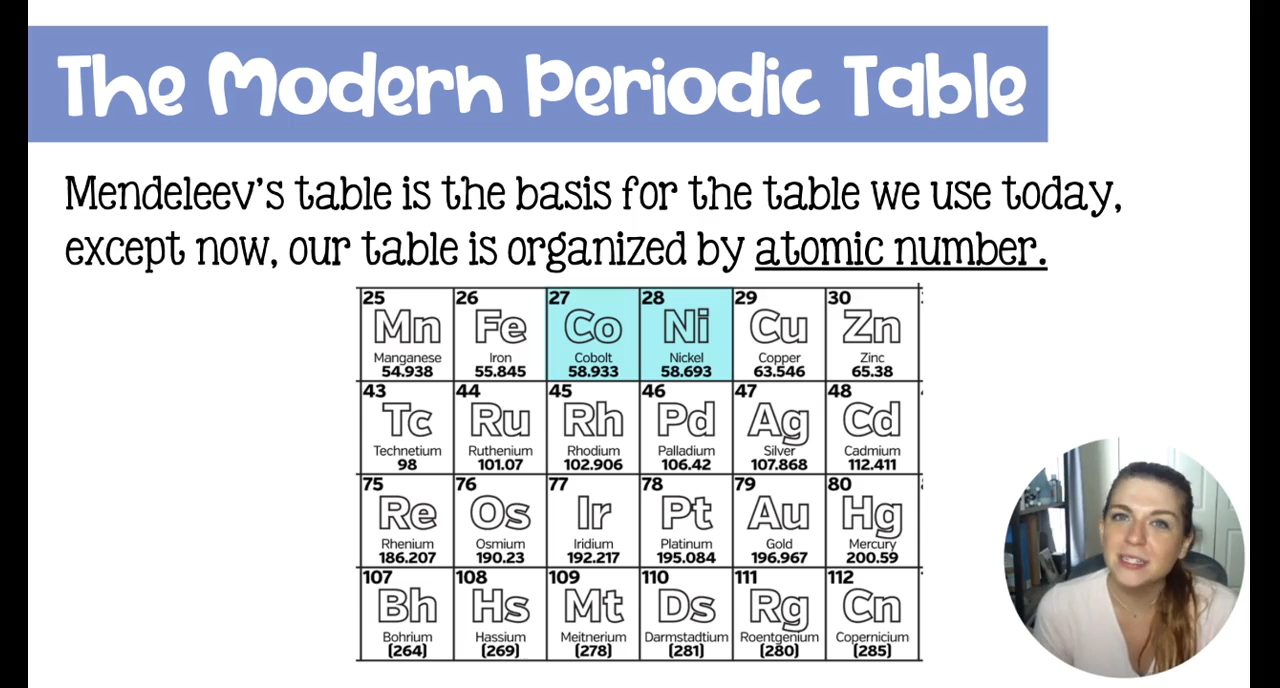 The Modern Periodic Table
Mendeleev's table is the basis for the table we use today,
except now, our table is organized by atomic number.
25 26 27 28 29 30
Mn Fe Co Ni Cu Zn
Manganese Iron Cobolt Nickel Copper Zinc
54.938 55.845 58.933 58.693 63.546 65.38
43 44 45 46 47 48
Tc Ru Rh Pd Ag Cd
Technetium Ruthenium Rhodium Palladium Silver Cadmium
98 101.07 102.906 106.42 107.868 112.411
75 76 77 78 79 80
Re Os Ir Pt Au Hg
Rhenium Osmium Iridium Platinum Gold Mercury
186.207 190.23 192.217 195.084 196.967 200.59
107 108 109 110 111 112
Bh Hs Mt Ds Rg Cn
Bohrium Hassium Meitnerium Darmstadtium Roentgenium Copernicium
(264) (269) (278) (281) (280) (285)